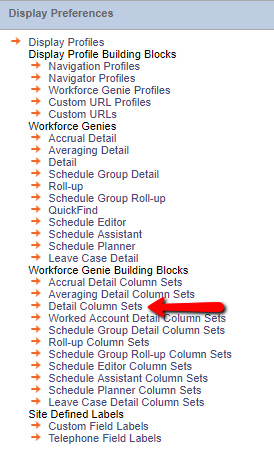 Display Preferences
Display Profiles
Display Profile Building Blocks
Navigation Profiles
Navigator Profiles
Workforce Genie Profiles
Custom URL Profiles
Custom URLs
Workforce Genies
Accrual Detail
Averaging Detail
Detail
Schedule Group Detail
Roll-up
Schedule Group Roll-up
QuickFind
Schedule Editor
Schedule Assistant
Schedule Planner
Leave Case Detail
Workforce Genie Building Blocks
Accrual Detail Column Sets
Averaging Detail Column Sets
Detail Column Sets
Worked Account Detail Column Sets
Schedule Group Detail Column Sets
Roll-up Column Sets
Schedule Group Roll-up Column Sets
Schedule Editor Column Sets
Schedule Assistant Column Sets
Schedule Planner Column Sets
Leave Case Detail Column Sets
Site Defined Labels
Custom Field Labels
Telephone Field Labels